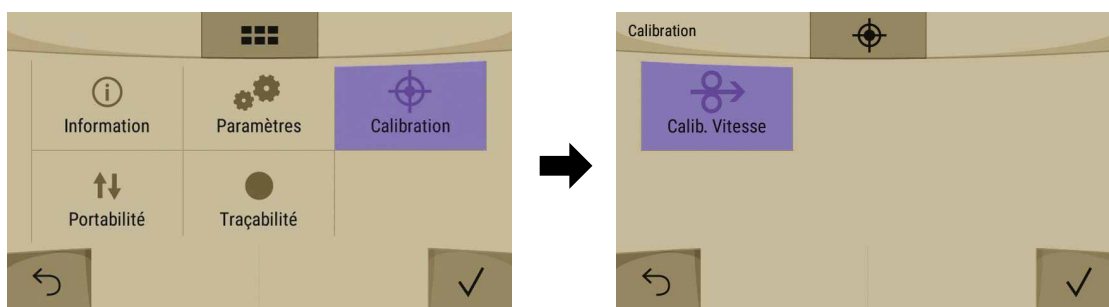 Information
Paramètres
Calibration
Portabilité
Traçabilité
Calibration
Calib. Vitesse